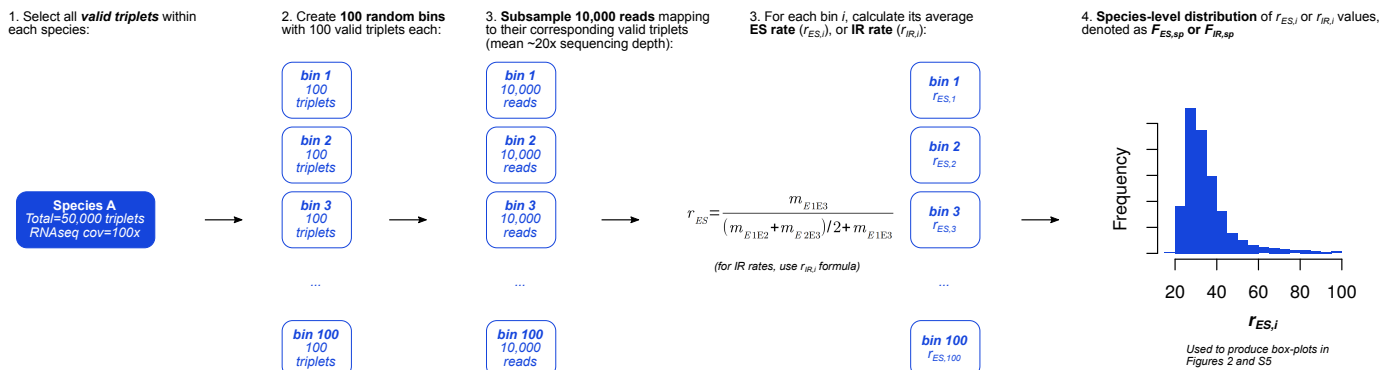 1. Select all valid triplets within
each species:
2. Create 100 random bins
with 100 valid triplets each:
3. Subsample 10,000 reads mapping
to their corresponding valid triplets
(mean ~20x sequencing depth):
3. For each bin i, calculate its average
ES rate (rES,i), or IR rate (rIR,i):
4. Species-level distribution of rES,i or rIR,i values,
denoted as FES,sp or FIR,sp
Species A
Total=50,000 triplets
RNAseq cov=100x
bin 1
100
triplets
bin 2
100
triplets
bin 3
100
triplets
...
bin 100
100
triplets
bin 1
10,000
reads
bin 2
10,000
reads
bin 3
10,000
reads
...
bin 100
10,000
reads
rES = mE1E3 / ((mE1E2+mE2E3)/2+mE1E3)
(for IR rates, use rIR,i formula)
bin 1
rES,1
bin 2
rES,2
bin 3
rES,3
...
bin 100
rES,100
Frequency
20 40 60 80 100
rES,i
Used to produce box-plots in
Figures 2 and S5